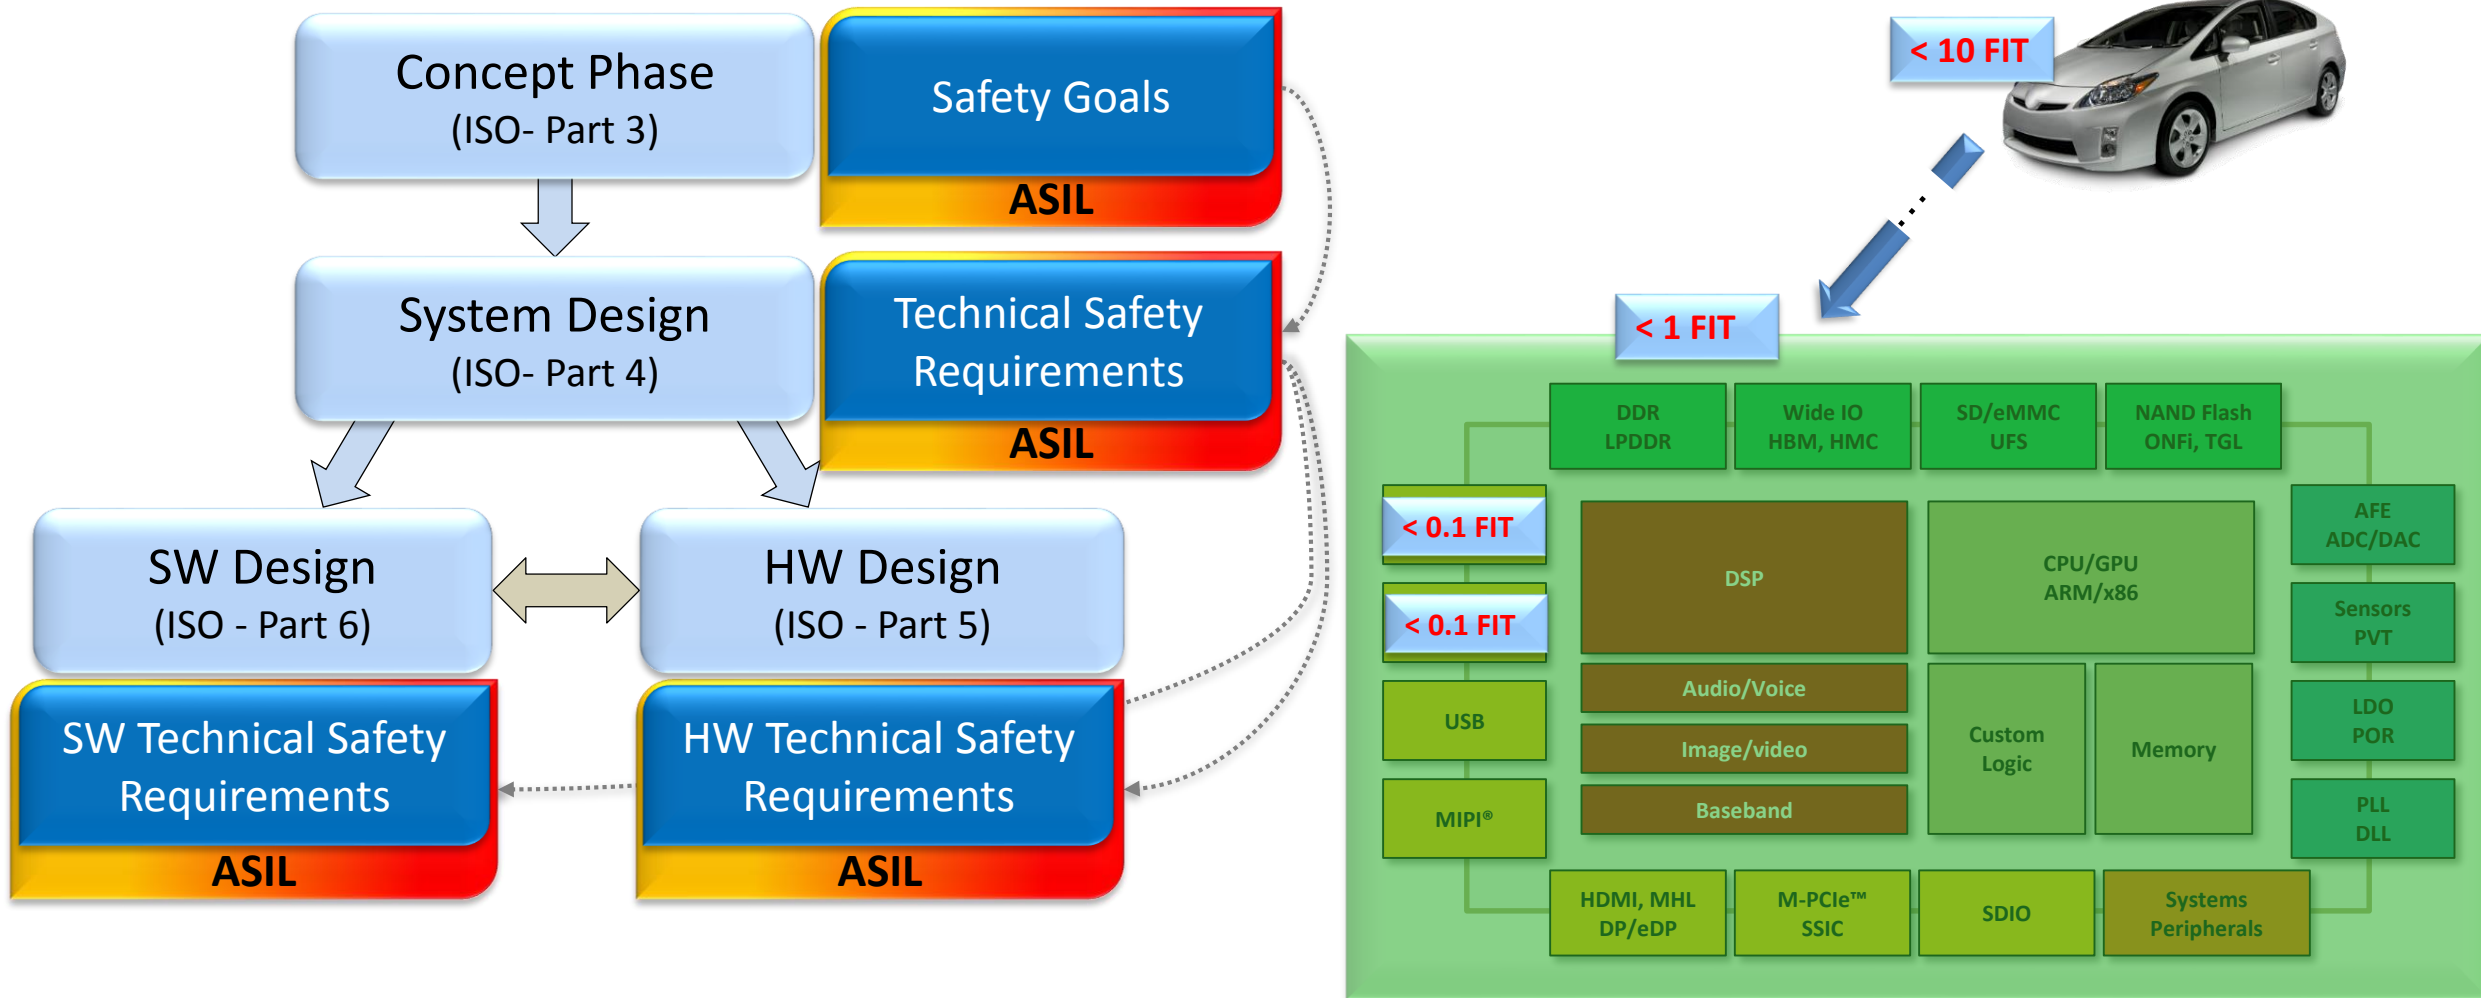 Concept Phase
(ISO- Part 3)
Safety Goals
ASIL
System Design
(ISO- Part 4)
Technical Safety
Requirements
ASIL
SW Design
(ISO - Part 6)
HW Design
(ISO - Part 5)
SW Technical Safety
Requirements
ASIL
HW Technical Safety
Requirements
ASIL
< 10 FIT
< 1 FIT
DDR
LPDDR
Wide IO
HBM, HMC
SD/eMMC
UFS
NAND Flash
ONFi, TGL
< 0.1 FIT
< 0.1 FIT
USB
MIPI®
DSP
CPU/GPU
ARM/x86
Audio/Voice
Image/video
Baseband
Custom
Logic
Memory
AFE
ADC/DAC
Sensors
PVT
LDO
POR
PLL
DLL
HDMI, MHL
DP/eDP
M-PCIe™
SSIC
SDIO
Systems
Peripherals